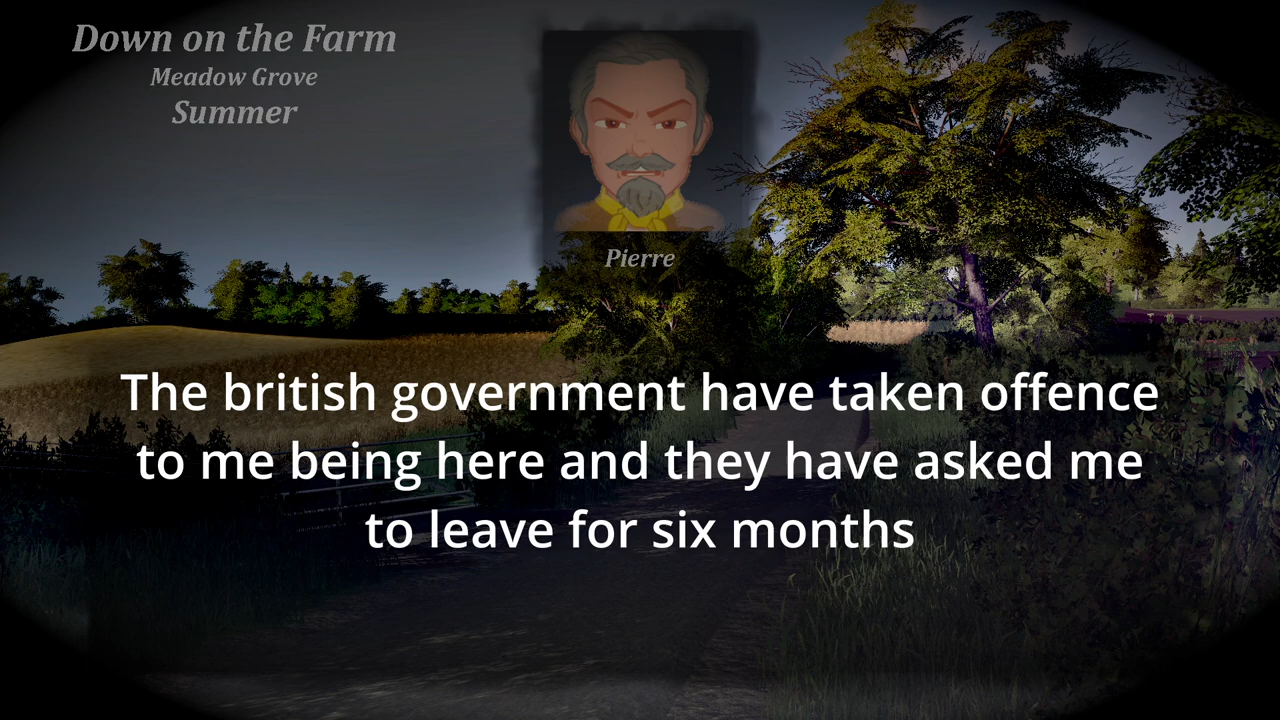 Down on the Farm
Meadow Grove
Summer
Pierre
The british government have taken offence
to me being here and they have asked me
to leave for six months